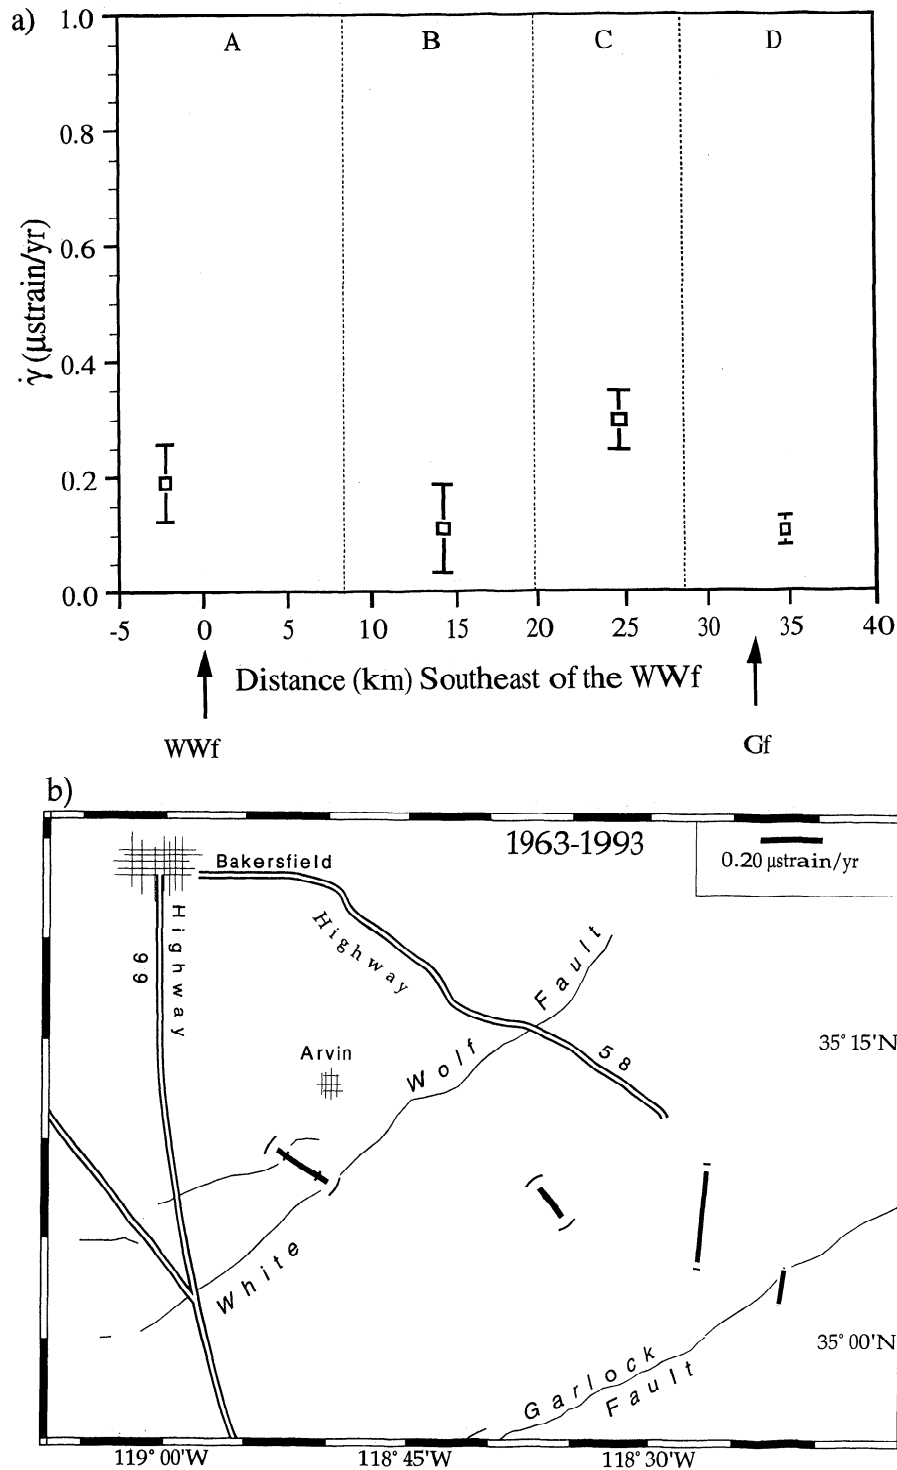 a)
1.0
A
B
C
D
0.8
0.6
0.4
0.2
0.0
γ̇ (μstrain/yr)
-5
0
5
10
15
20
25
30
35
40
Distance (km) Southeast of the WWf
WWf
Gf
b)
1963-1993
0.20 μstrain/yr
Bakersfield
Highway
99
Highway
58
Arvin
White Wolf Fault
35°15'N
35°00'N
Garlock
Fault
119°00'W
118°45'W
118°30'W